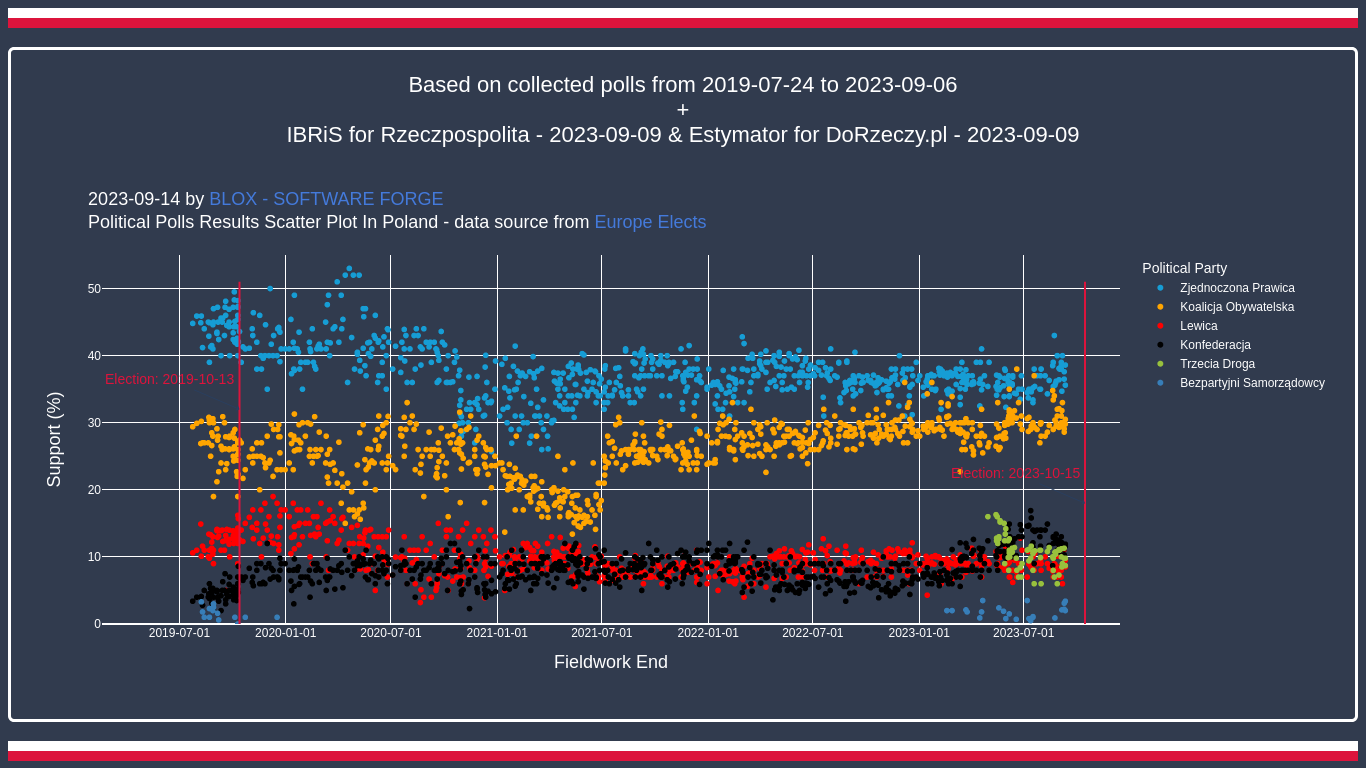 Based on collected polls from 2019-07-24 to 2023-09-06
+
IBRiS for Rzeczpospolita - 2023-09-09 & Estymator for DoRzeczy.pl - 2023-09-09
2023-09-14 by BLOX - SOFTWARE FORGE
Political Polls Results Scatter Plot In Poland - data source from Europe Elects
Political Party
Zjednoczona Prawica
Koalicja Obywatelska
Lewica
Konfederacja
Trzecia Droga
Bezpartyjni Samorządowcy
Support (%)
50
40
30
20
10
0
Election: 2019-10-13
Election: 2023-10-15
2019-07-01
2020-01-01
2020-07-01
2021-01-01
2021-07-01
2022-01-01
2022-07-01
2023-01-01
2023-07-01
Fieldwork End